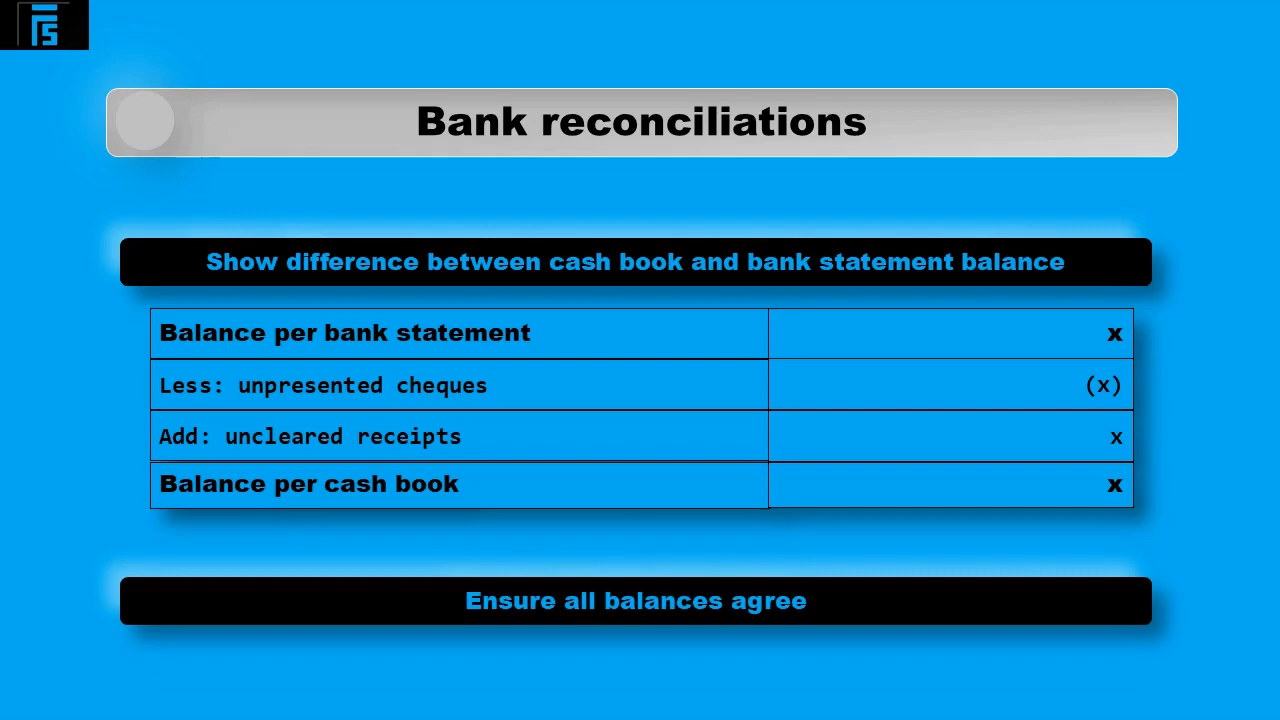 Bank reconciliations
Show difference between cash book and bank statement balance
Balance per bank statement x
Less: unpresented cheques (x)
Add: uncleared receipts x
Balance per cash book x
Ensure all balances agree